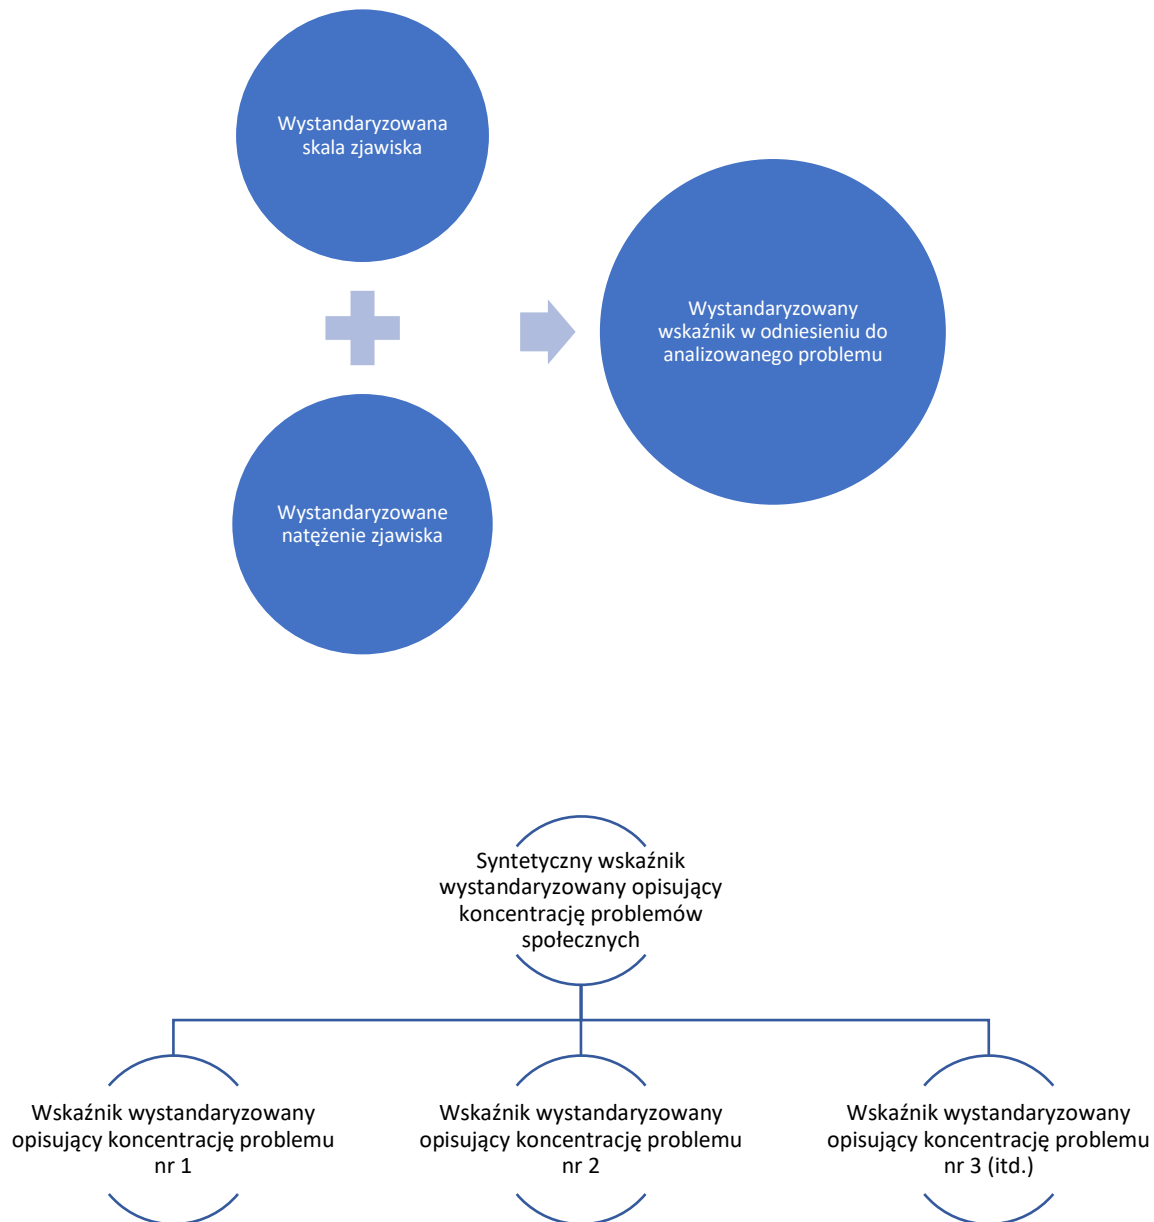 Wystandaryzowana
skala zjawiska
Wystandaryzowane
natężenie zjawiska
Wystandaryzowany
wskaźnik w odniesieniu do
analizowanego problemu
Syntetyczny wskaźnik
wystandaryzowany opisujący
koncentrację problemów
społecznych
Wskaźnik wystandaryzowany
opisujący koncentrację problemu
nr 1
Wskaźnik wystandaryzowany
opisujący koncentrację problemu
nr 2
Wskaźnik wystandaryzowany
opisujący koncentrację problemu
nr 3 (itd.)